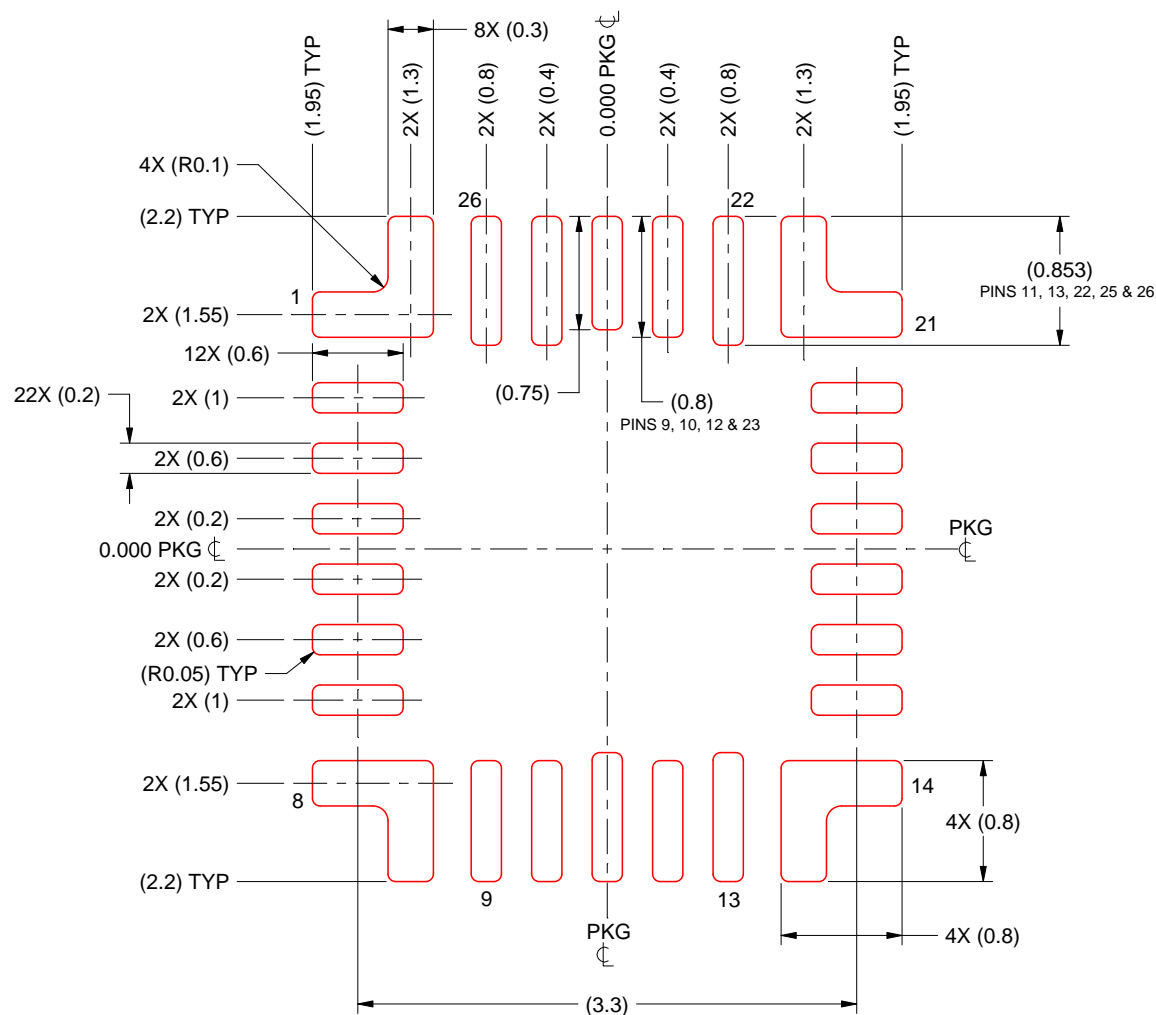 8X (0.3)
(1.95) TYP
2X (1.3)
2X (0.8)
2X (0.4)
0.000 PKG ℄
2X (0.4)
2X (0.8)
2X (1.3)
(1.95) TYP
4X (R0.1)
(2.2) TYP
26
22
(0.853)
PINS 11, 13, 22, 25 & 26
1
2X (1.55)
21
12X (0.6)
22X (0.2)
2X (1)
(0.75)
(0.8)
PINS 9, 10, 12 & 23
2X (0.6)
2X (0.2)
0.000 PKG ℄
PKG
℄
2X (0.2)
2X (0.6)
(R0.05) TYP
2X (1)
2X (1.55)
8
14
4X (0.8)
(2.2) TYP
9
13
PKG
℄
4X (0.8)
(3.3)